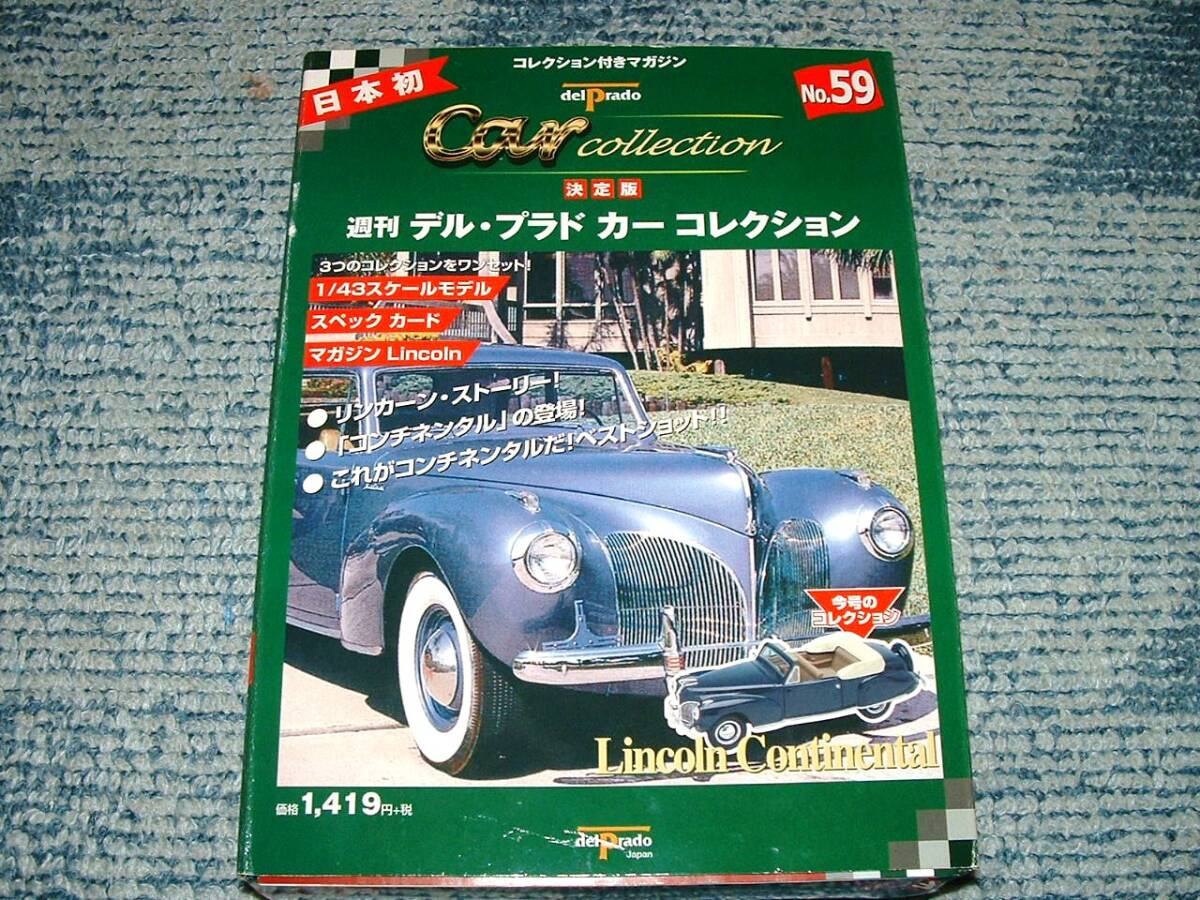 コレクション付きマガジン
日本初
No.59
del Prado
Car collection
決定版
週刊 デル・プラド カー コレクション
3つのコレクションをワンセット!
1/43スケールモデル
スペック カード
マガジン Lincoln
●リンカーン・ストーリー!
●「コンチネンタル」の登場!
●これがコンチネンタルだ!ベストショット!!
今号の
コレクション
Lincoln Continental
価格1,419円+税
del Prado
Japan